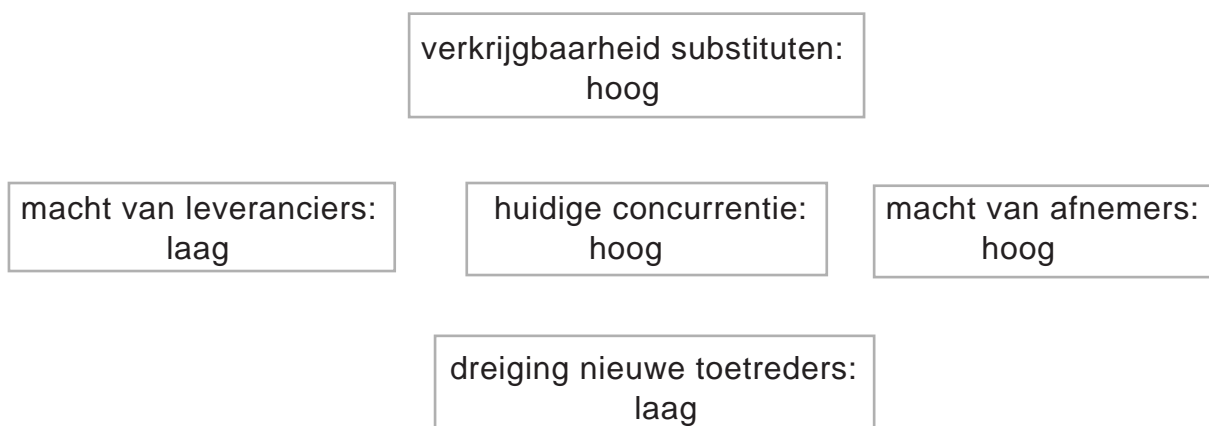 verkrijgbaarheid substituten:
hoog
macht van leveranciers:
laag
huidige concurrentie:
hoog
macht van afnemers:
hoog
dreiging nieuwe toetreders:
laag